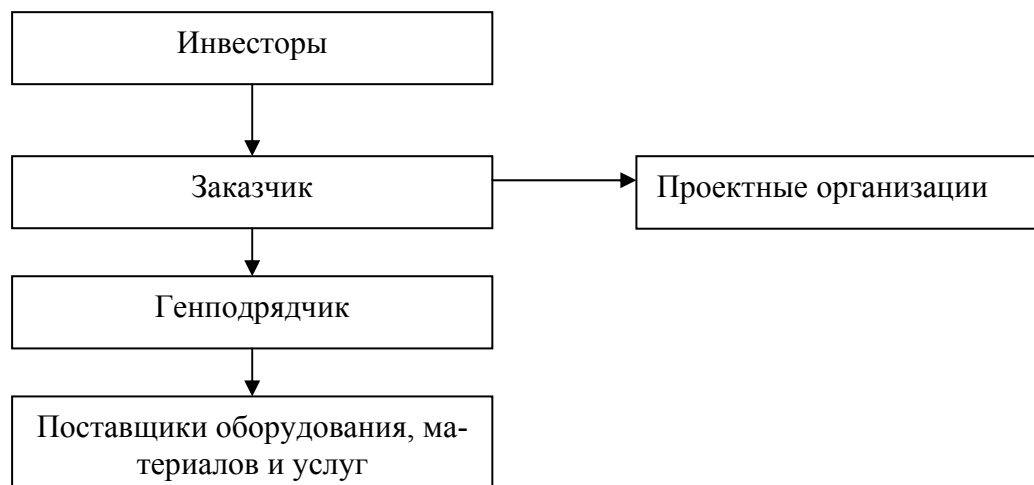 Инвесторы
Заказчик
Проектные организации
Генподрядчик
Поставщики оборудования, ма-
териалов и услуг